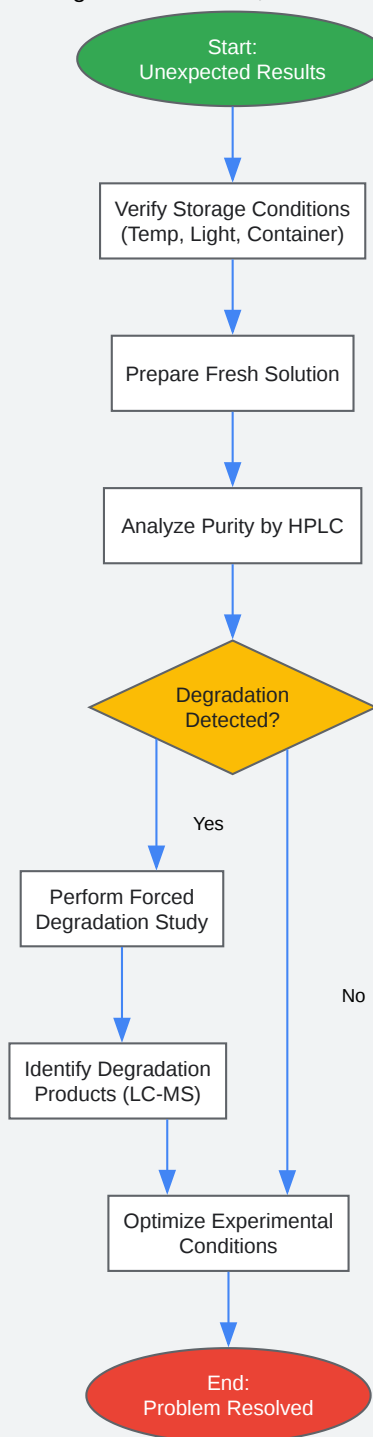 Start:
Unexpected Results
Verify Storage Conditions
(Temp, Light, Container)
Prepare Fresh Solution
Analyze Purity by HPLC
Degradation
Detected?
Yes
Perform Forced
Degradation Study
No
Identify Degradation
Products (LC-MS)
Optimize Experimental
Conditions
End:
Problem Resolved